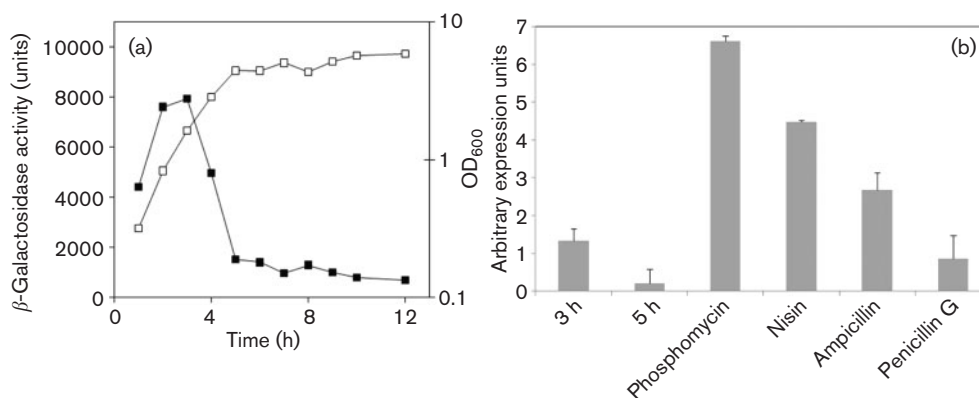 (a)
β-Galactosidase activity (units)
10000
8000
6000
4000
2000
0
10
1
0.1
OD600
0
4
8
12
Time (h)
(b)
Arbitrary expression units
7
6
5
4
3
2
1
0
3 h
5 h
Phosphomycin
Nisin
Ampicillin
Penicillin G